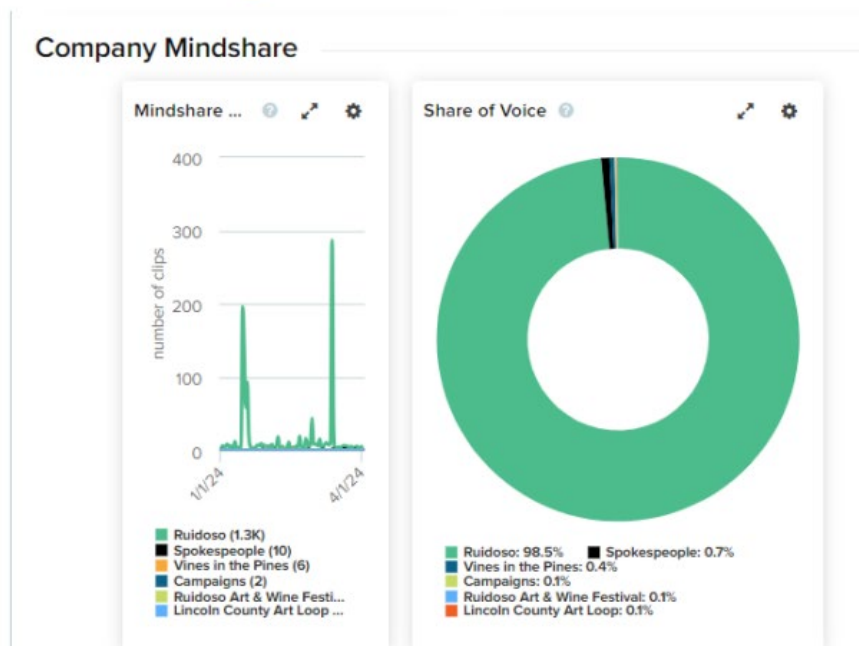 Company Mindshare
Mindshare ...
400
300
200
100
0
number of clips
1/1/24
4/1/24
Ruidoso (1.3K)
Spokespeople (10)
Vines in the Pines (6)
Campaigns (2)
Ruidoso Art & Wine Festi...
Lincoln County Art Loop ...
Share of Voice
Ruidoso: 98.5% Spokespeople: 0.7%
Vines in the Pines: 0.4%
Campaigns: 0.1%
Ruidoso Art & Wine Festival: 0.1%
Lincoln County Art Loop: 0.1%